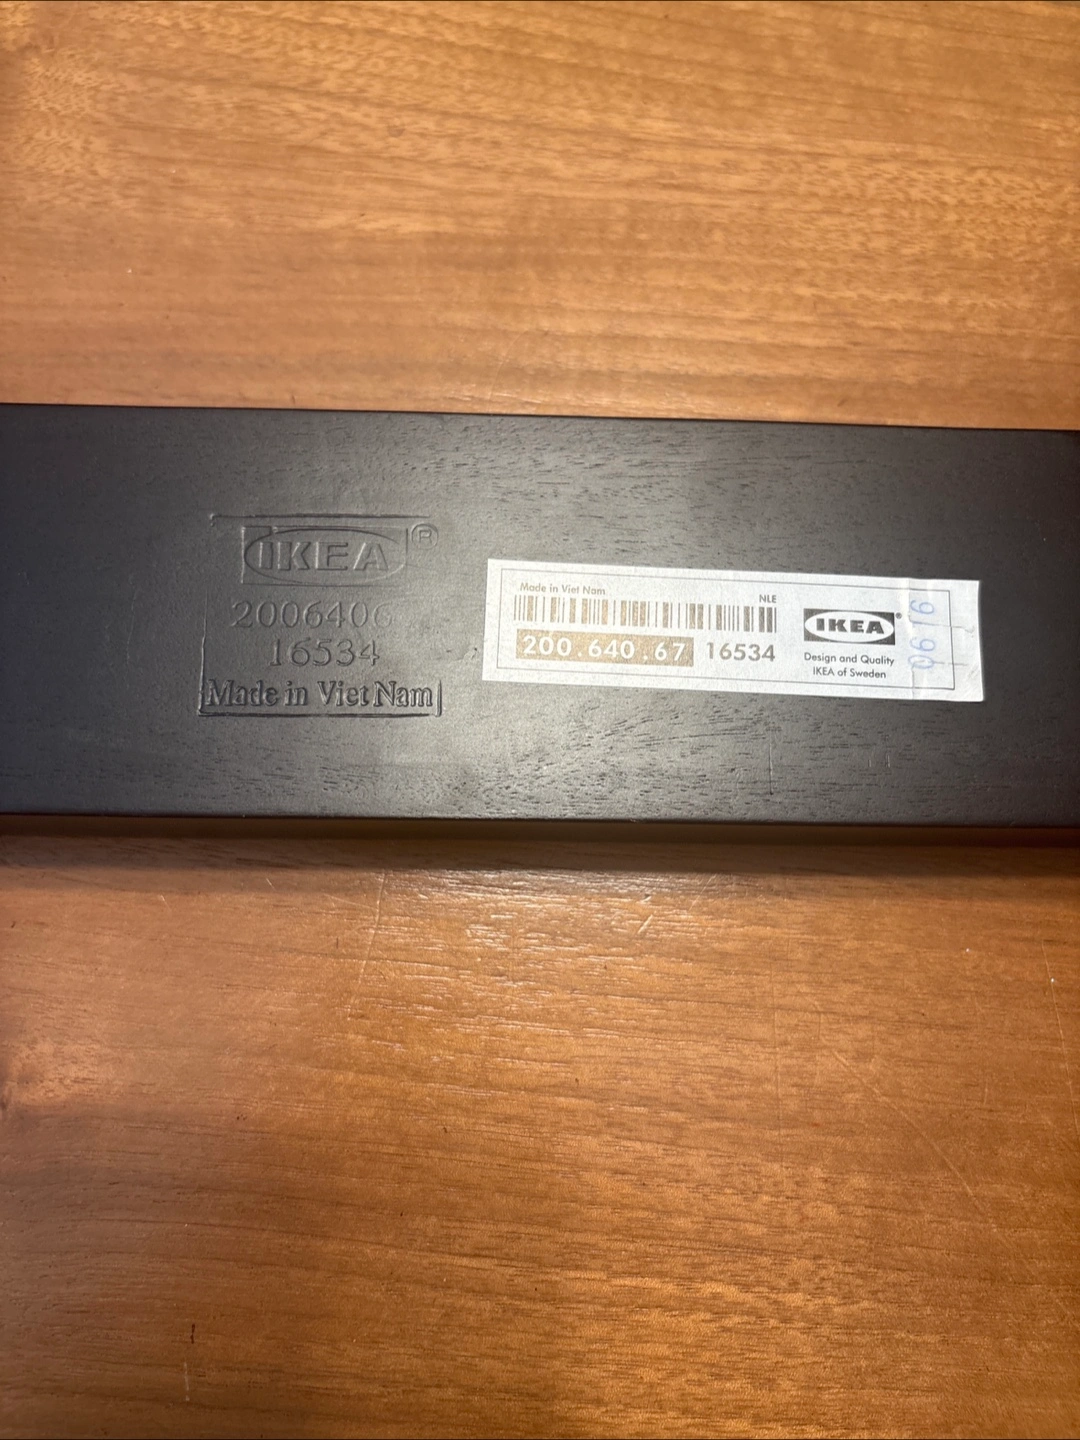 IKEA®
2006406
16534
Made in Viet Nam
Made in Viet Nam
NLE
200.640.67 16534
IKEA®
Design and Quality
IKEA of Sweden
0616